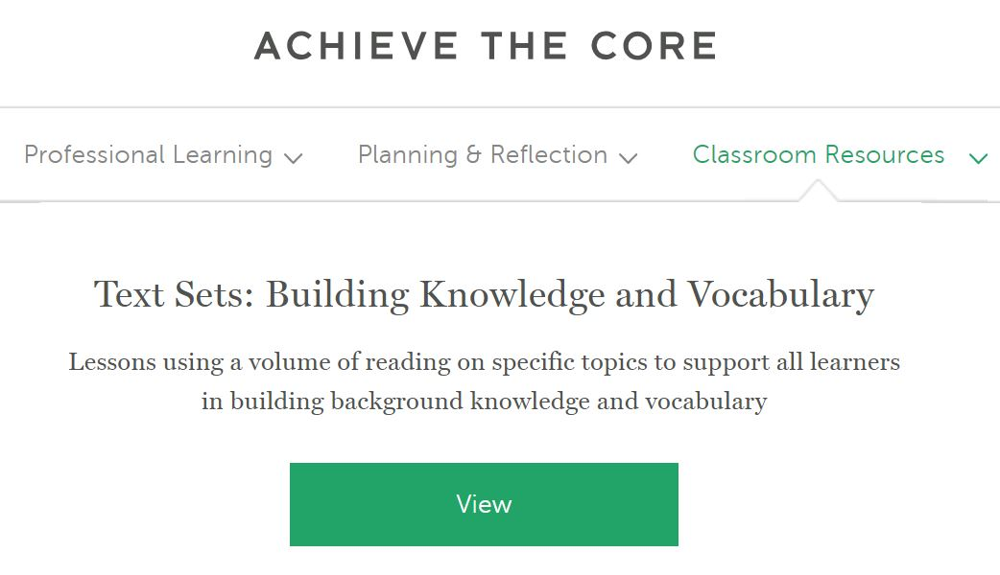 ACHIEVE THE CORE
Professional Learning Planning & Reflection Classroom Resources
Text Sets: Building Knowledge and Vocabulary
Lessons using a volume of reading on specific topics to support all learners
in building background knowledge and vocabulary
View